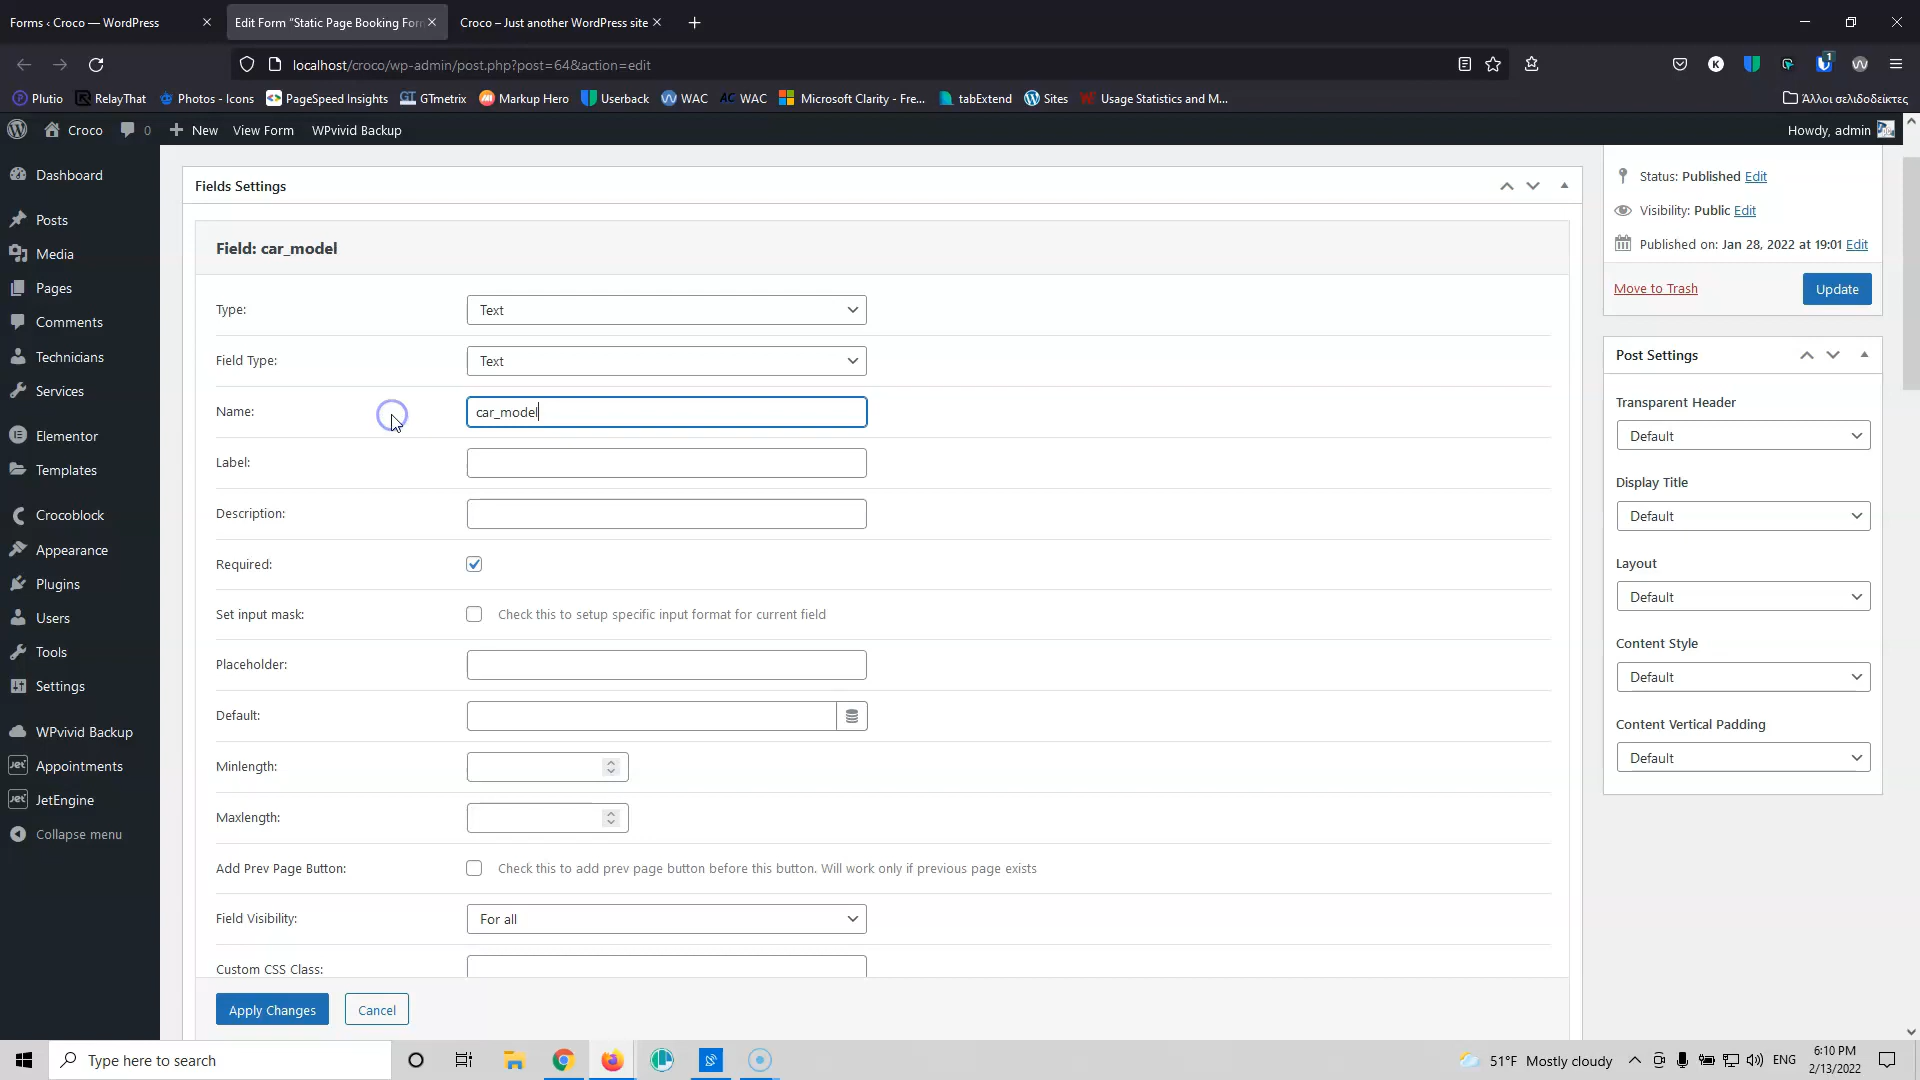 Forms ‹ Croco — WordPress
Edit Form "Static Page Booking For
Croco – Just another WordPress site
localhost/croco/wp-admin/post.php?post=64&action=edit
Plutio
RelayThat
Photos - Icons
PageSpeed Insights
GTmetrix
Markup Hero
Userback
WAC
WAC
Microsoft Clarity - Fre...
tabExtend
Sites
Usage Statistics and M...
Άλλοι σελιδοδείκτες
Croco
0
New
View Form
WPvivid Backup
Howdy, admin
Dashboard
Posts
Media
Pages
Comments
Technicians
Services
Elementor
Templates
Crocoblock
Appearance
Plugins
Users
Tools
Settings
WPvivid Backup
Appointments
JetEngine
Collapse menu
Fields Settings
Field: car_model
Type:
Text
Field Type:
Text
Name:
car_model
Label:
Description:
Required:
Set input mask:
Check this to setup specific input format for current field
Placeholder:
Default:
Minlength:
Maxlength:
Add Prev Page Button:
Check this to add prev page button before this button. Will work only if previous page exists
Field Visibility:
For all
Custom CSS Class:
Apply Changes
Cancel
Status: Published Edit
Visibility: Public Edit
Published on: Jan 28, 2022 at 19:01 Edit
Move to Trash
Update
Post Settings
Transparent Header
Default
Display Title
Default
Layout
Default
Content Style
Default
Content Vertical Padding
Default
Type here to search
51°F Mostly cloudy
ENG
6:10 PM
2/13/2022